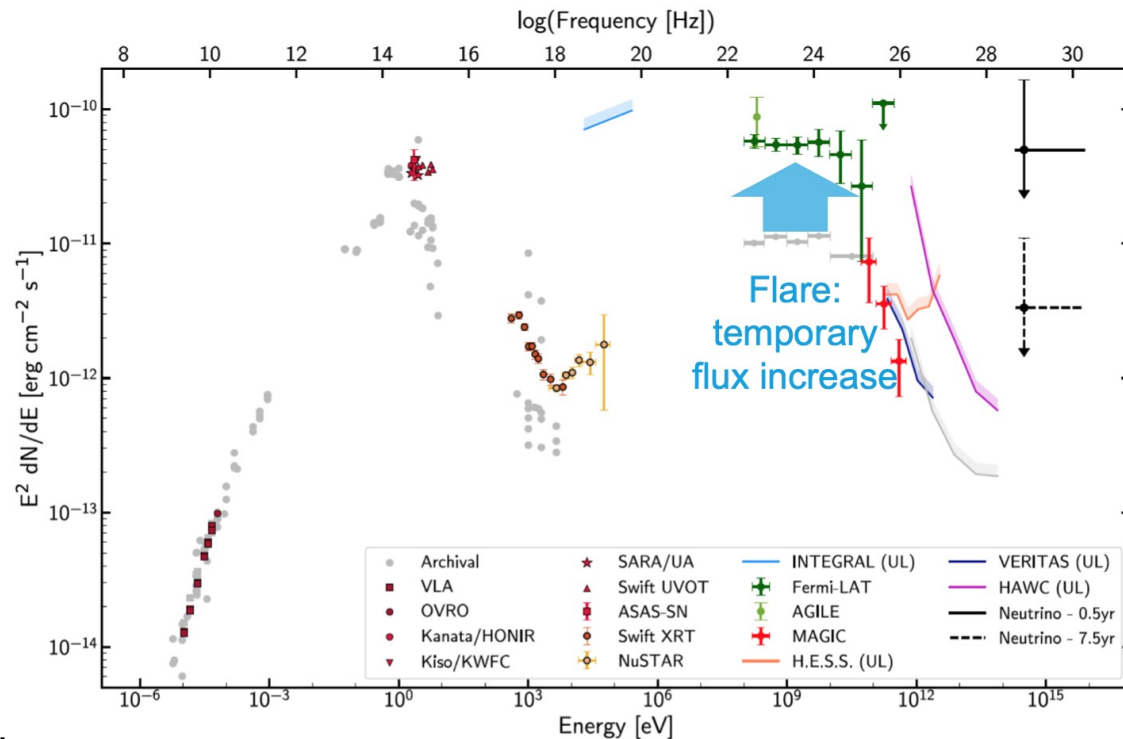 log(Frequency [Hz])
8 10 12 14 16 18 20 22 24 26 28 30
10⁻¹⁰
10⁻¹¹
10⁻¹²
10⁻¹³
10⁻¹⁴
E² dN/dE [erg cm⁻² s⁻¹]
Flare:
temporary
flux increase
Archival
VLA
OVRO
Kanata/HONIR
Kiso/KWFC
SARA/UA
Swift UVOT
ASAS-SN
Swift XRT
NuSTAR
INTEGRAL (UL)
Fermi-LAT
AGILE
MAGIC
H.E.S.S. (UL)
VERITAS (UL)
HAWC (UL)
Neutrino - 0.5yr
Neutrino - 7.5yr
10⁻⁶ 10⁻³ 10⁰ 10³ 10⁶ 10⁹ 10¹² 10¹⁵
Energy [eV]